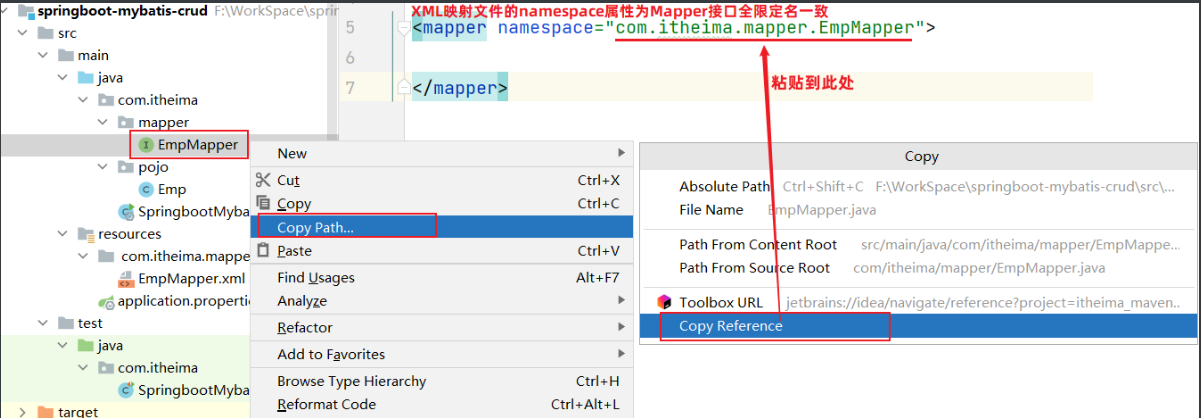 springboot-mybatis-crud F:\WorkSpace\sprin
src
main
java
com.itheima
mapper
EmpMapper
pojo
Emp
SpringbootMyba
resources
com.itheima.mappe
EmpMapper.xml
application.propertie
test
java
com.itheima
SpringbootMyba
target
XML映射文件的namespace属性为Mapper接口全限定名一致
5 <mapper namespace="com.itheima.mapper.EmpMapper">
6
7 </mapper>
粘贴到此处
New
Cut Ctrl+X
Copy Ctrl+C
Copy Path...
Paste Ctrl+V
Find Usages Alt+F7
Analyze
Refactor
Add to Favorites
Browse Type Hierarchy Ctrl+H
Reformat Code Ctrl+Alt+L
Copy
Absolute Path Ctrl+Shift+C F:\WorkSpace\springboot-mybatis-crud\src\...
File Name EmpMapper.java
Path From Content Root src/main/java/com/itheima/mapper/EmpMappe...
Path From Source Root com/itheima/mapper/EmpMapper.java
Toolbox URL jetbrains://idea/navigate/reference?project=itheima_maven...
Copy Reference